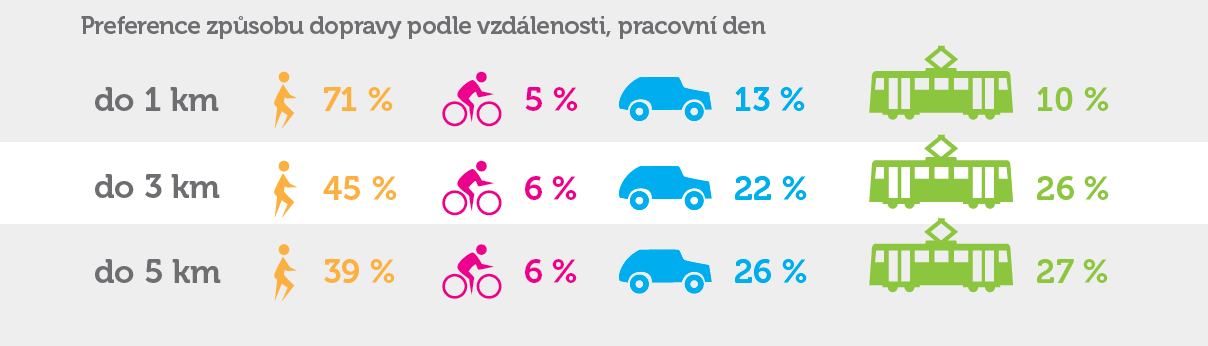 Preference způsobu dopravy podle vzdálenosti, pracovní den
do 1 km 71 % 5 % 13 % 10 %
do 3 km 45 % 6 % 22 % 26 %
do 5 km 39 % 6 % 26 % 27 %